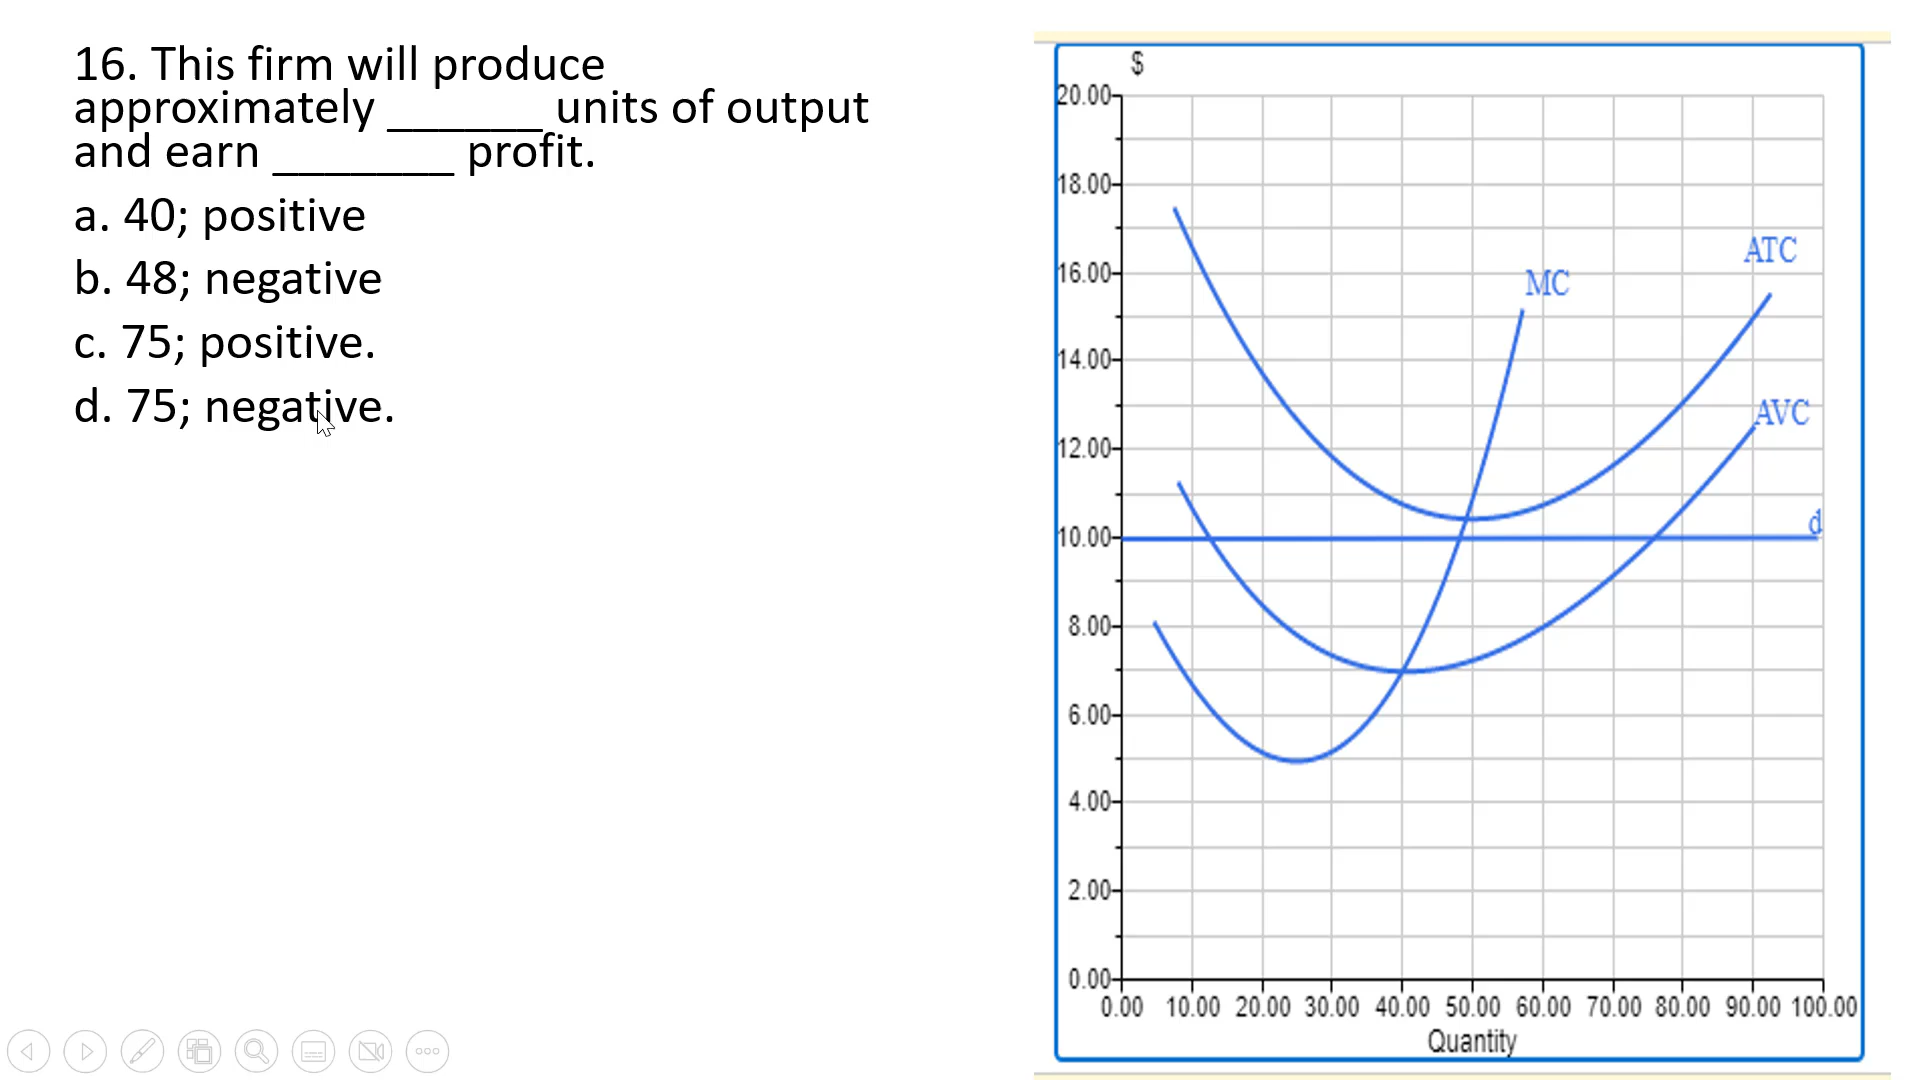 16. This firm will produce
approximately ______ units of output
and earn _______ profit.
a. 40; positive
b. 48; negative
c. 75; positive.
d. 75; negative.
$
20.00
18.00
16.00
14.00
12.00
10.00
8.00
6.00
4.00
2.00
0.00
ATC
MC
AVC
d
0.00 10.00 20.00 30.00 40.00 50.00 60.00 70.00 80.00 90.00 100.00
Quantity